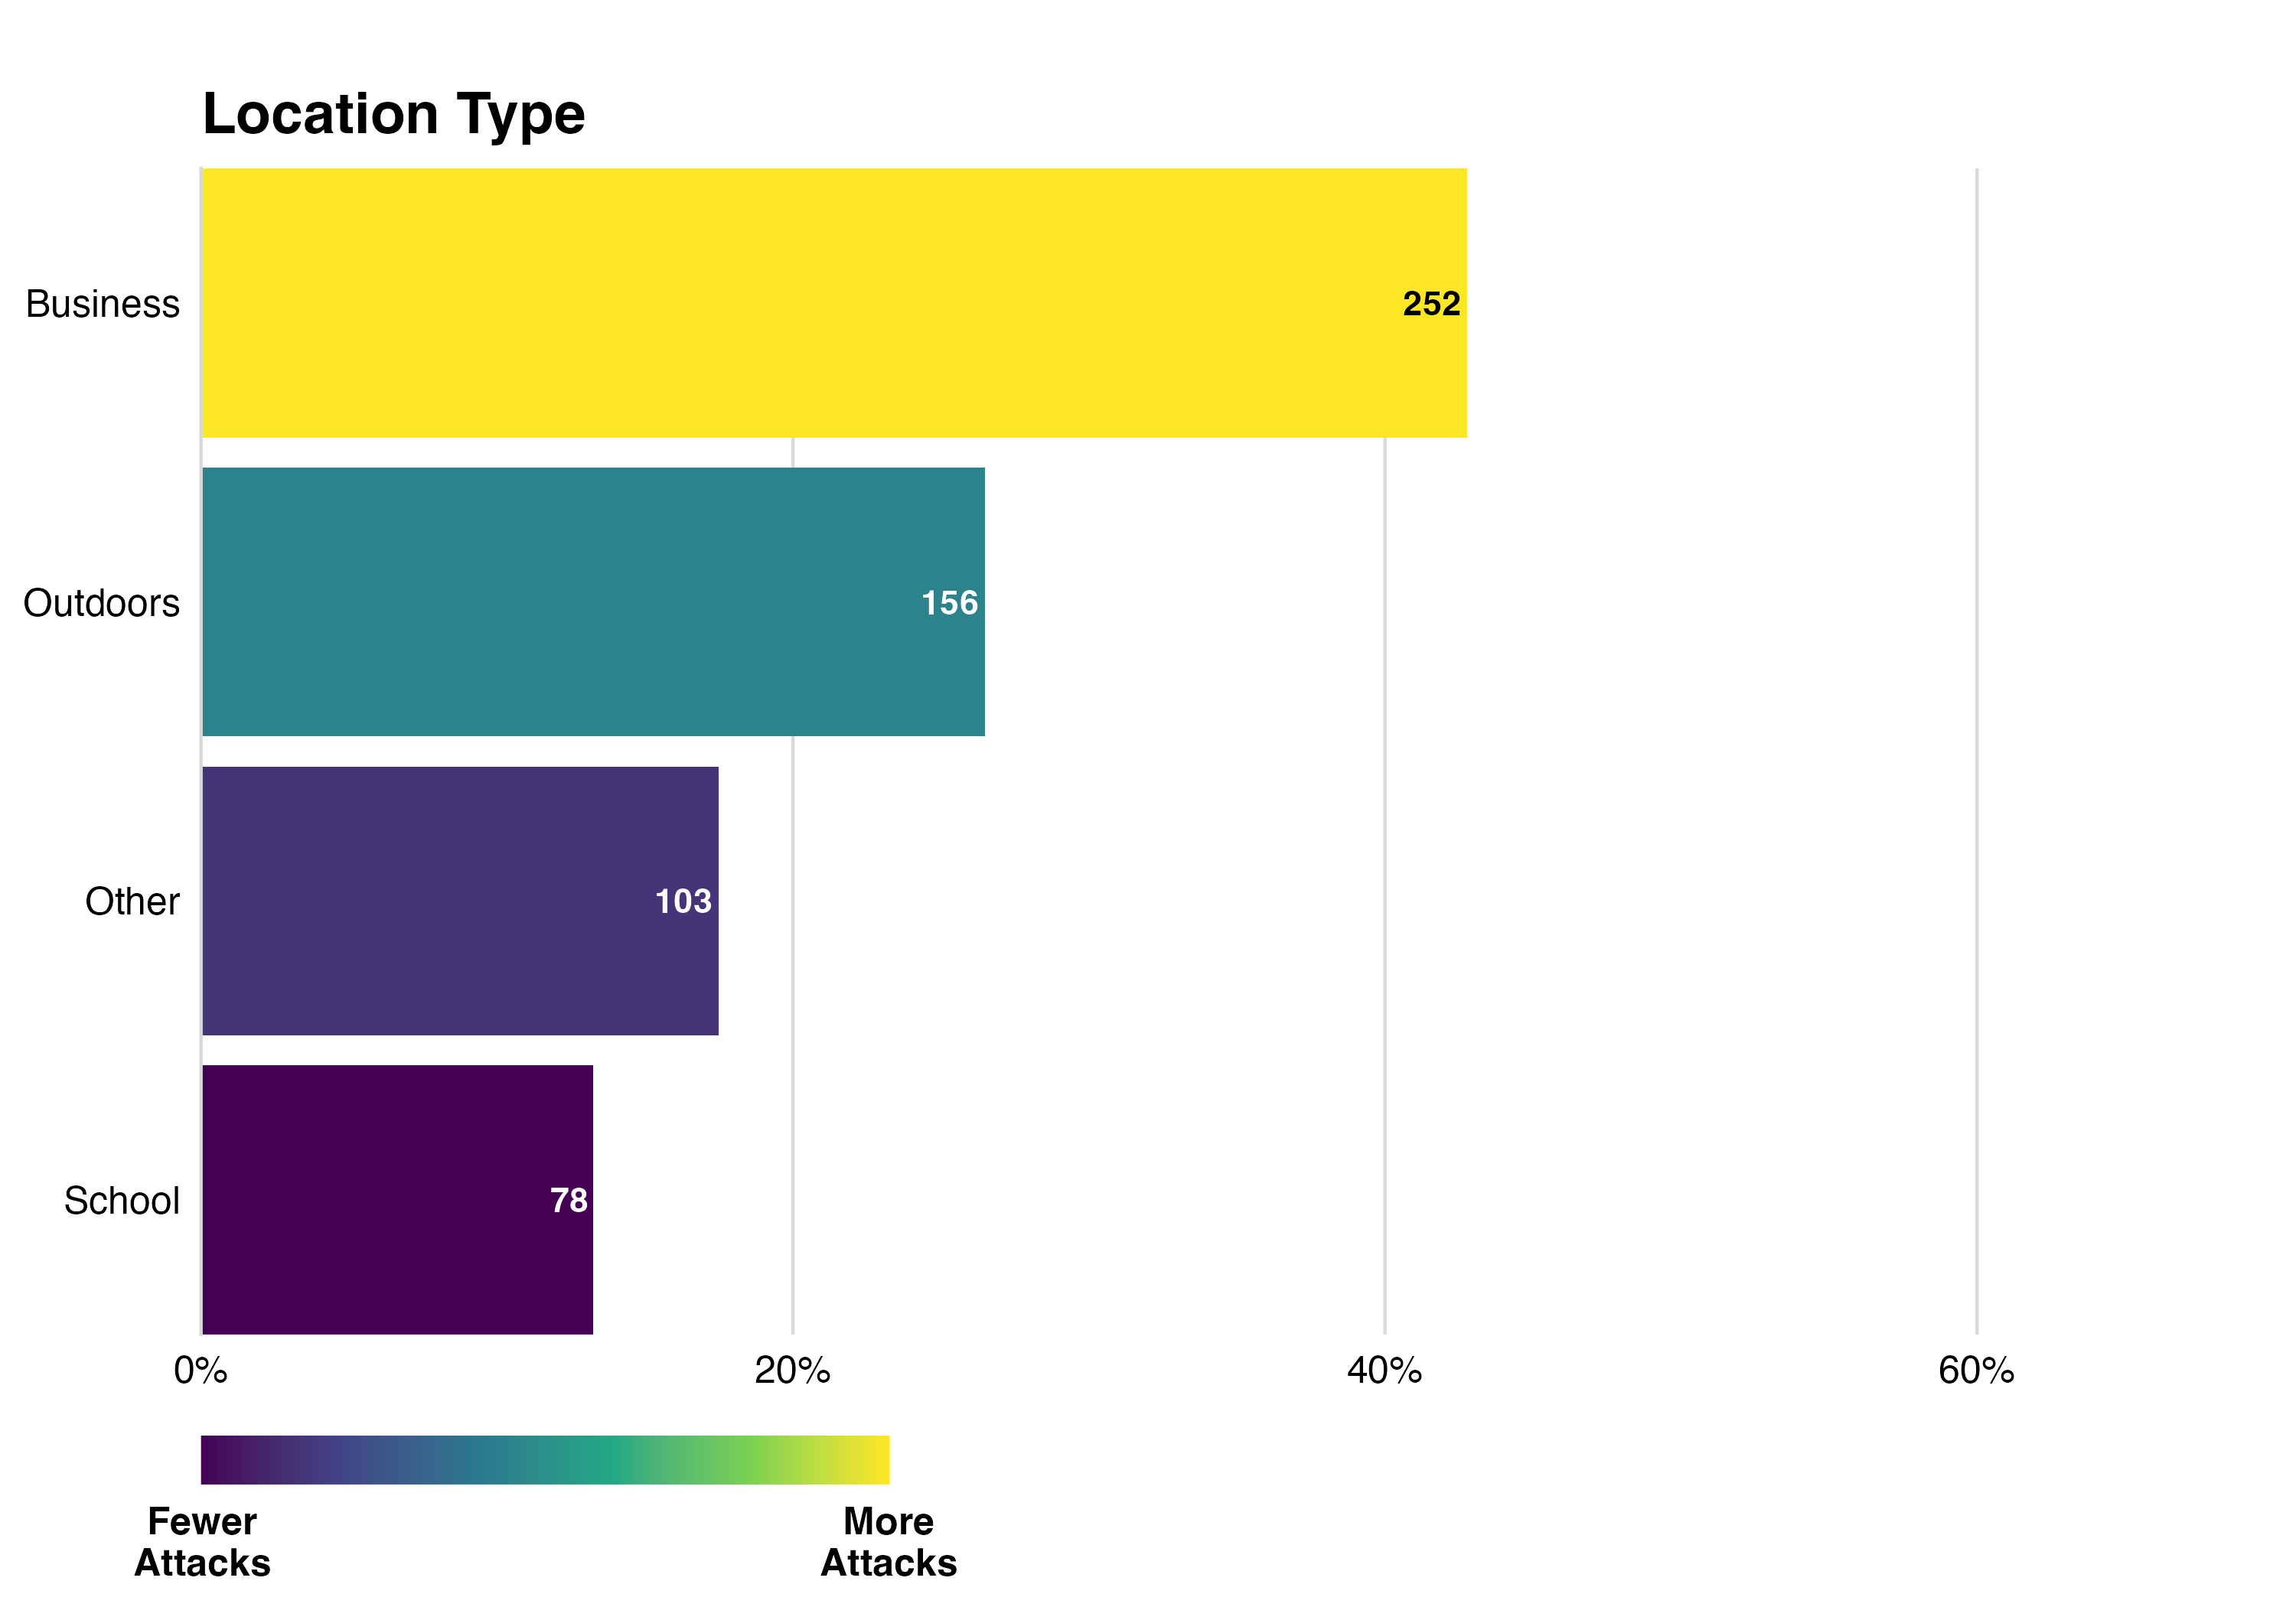 Location Type
Business
252
Outdoors
156
Other
103
School
78
0% 20% 40% 60%
Fewer More
Attacks Attacks